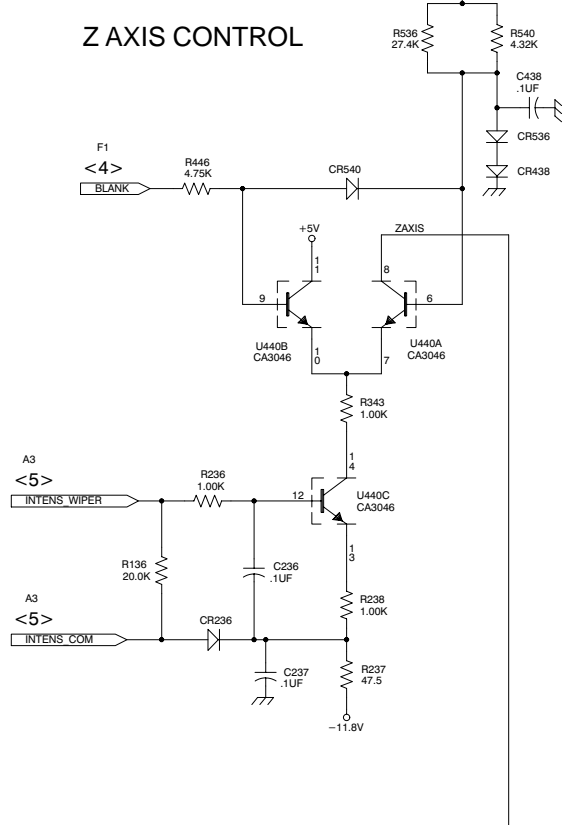 Z AXIS CONTROL
R536
27.4K
R540
4.32K
C438
.1UF
CR536
CR438
F1
<4>
BLANK
R446
4.75K
CR540
+5V
ZAXIS
1
1
8
9
6
U440B
CA3046
1
0
7
U440A
CA3046
R343
1.00K
1
4
A3
<5>
INTENS_WIPER
R236
1.00K
12
U440C
CA3046
1
3
R136
20.0K
C236
.1UF
A3
<5>
INTENS_COM
CR236
R238
1.00K
C237
.1UF
R237
47.5
−11.8V